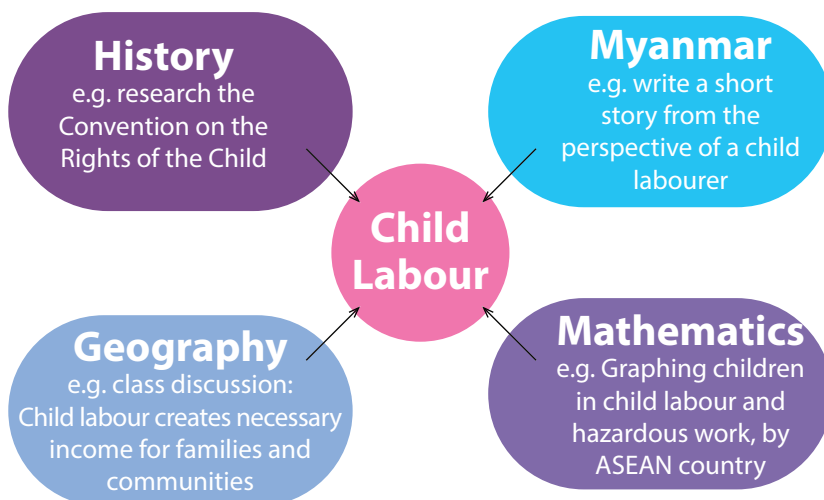 History
e.g. research the
Convention on the
Rights of the Child
Myanmar
e.g. write a short
story from the
perspective of a child
labourer
Child
Labour
Geography
e.g. class discussion:
Child labour creates necessary
income for families and
communities
Mathematics
e.g. Graphing children
in child labour and
hazardous work, by
ASEAN country